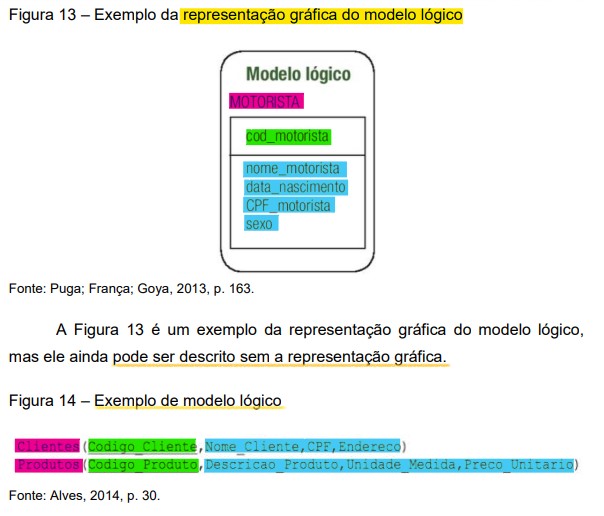 Figura 13 – Exemplo da representação gráfica do modelo lógico
Modelo lógico
MOTORISTA
cod_motorista
nome_motorista
data_nascimento
CPF_motorista
sexo
Fonte: Puga; França; Goya, 2013, p. 163.
A Figura 13 é um exemplo da representação gráfica do modelo lógico,
mas ele ainda pode ser descrito sem a representação gráfica.
Figura 14 – Exemplo de modelo lógico
Clientes(Codigo_Cliente,Nome_Cliente,CPF,Endereco)
Produtos(Codigo_Produto,Descricao_Produto,Unidade_Medida,Preco_Unitario)
Fonte: Alves, 2014, p. 30.